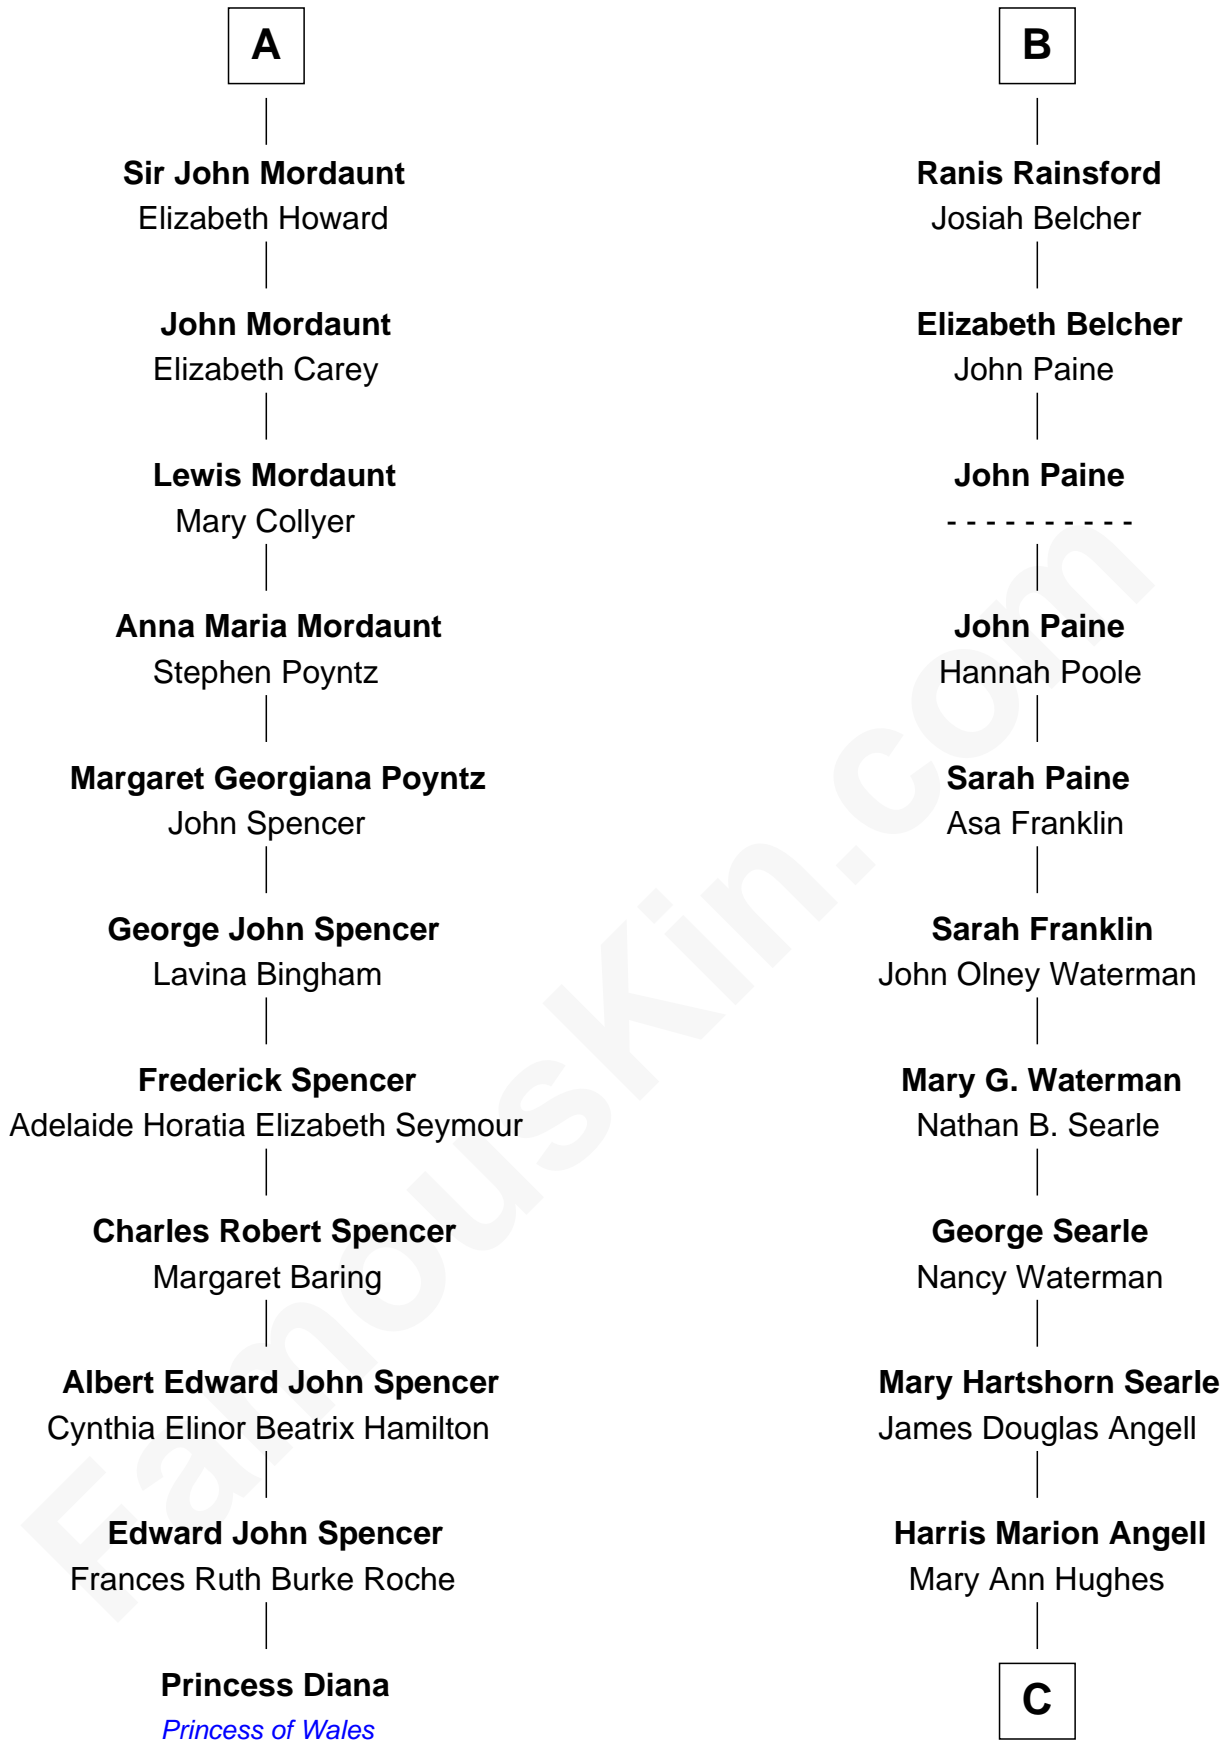 A
Sir John Mordaunt
Elizabeth Howard
John Mordaunt
Elizabeth Carey
Lewis Mordaunt
Mary Collyer
Anna Maria Mordaunt
Stephen Poyntz
Margaret Georgiana Poyntz
John Spencer
George John Spencer
Lavina Bingham
Frederick Spencer
Adelaide Horatia Elizabeth Seymour
Charles Robert Spencer
Margaret Baring
Albert Edward John Spencer
Cynthia Elinor Beatrix Hamilton
Edward John Spencer
Frances Ruth Burke Roche
Princess Diana
Princess of Wales
B
Ranis Rainsford
Josiah Belcher
Elizabeth Belcher
John Paine
John Paine
- - - - - - - - - -
John Paine
Hannah Poole
Sarah Paine
Asa Franklin
Sarah Franklin
John Olney Waterman
Mary G. Waterman
Nathan B. Searle
George Searle
Nancy Waterman
Mary Hartshorn Searle
James Douglas Angell
Harris Marion Angell
Mary Ann Hughes
C
FamousKin.com